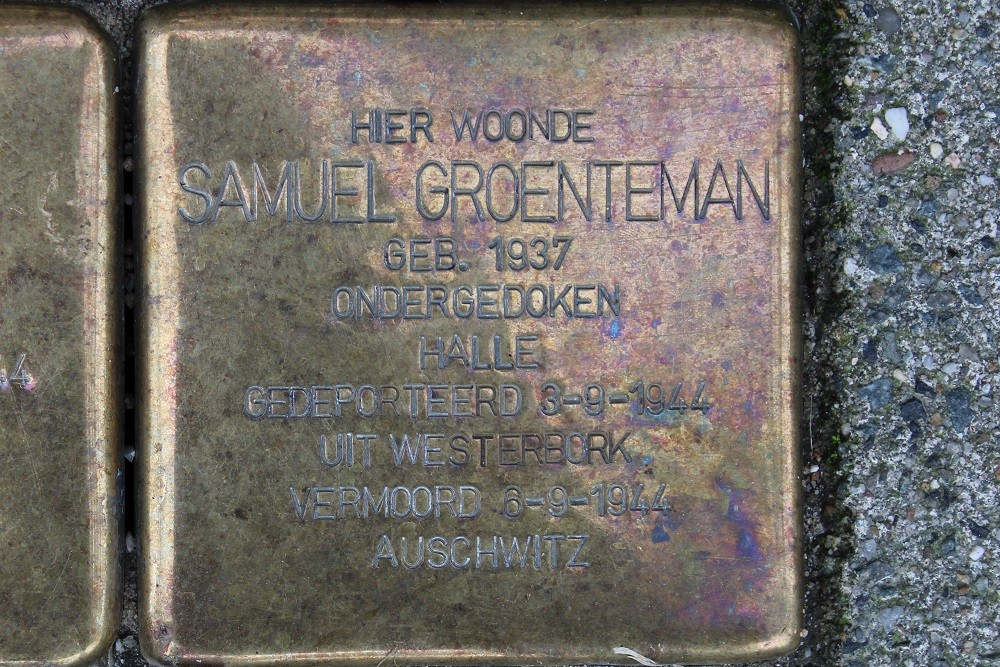 HIER WOONDE
SAMUEL GROENTEMAN
GEB. 1937
ONDERGEDOKEN
HALLE
GEDEPORTEERD 3-9-1944
UIT WESTERBORK
VERMOORD 6-9-1944
AUSCHWITZ